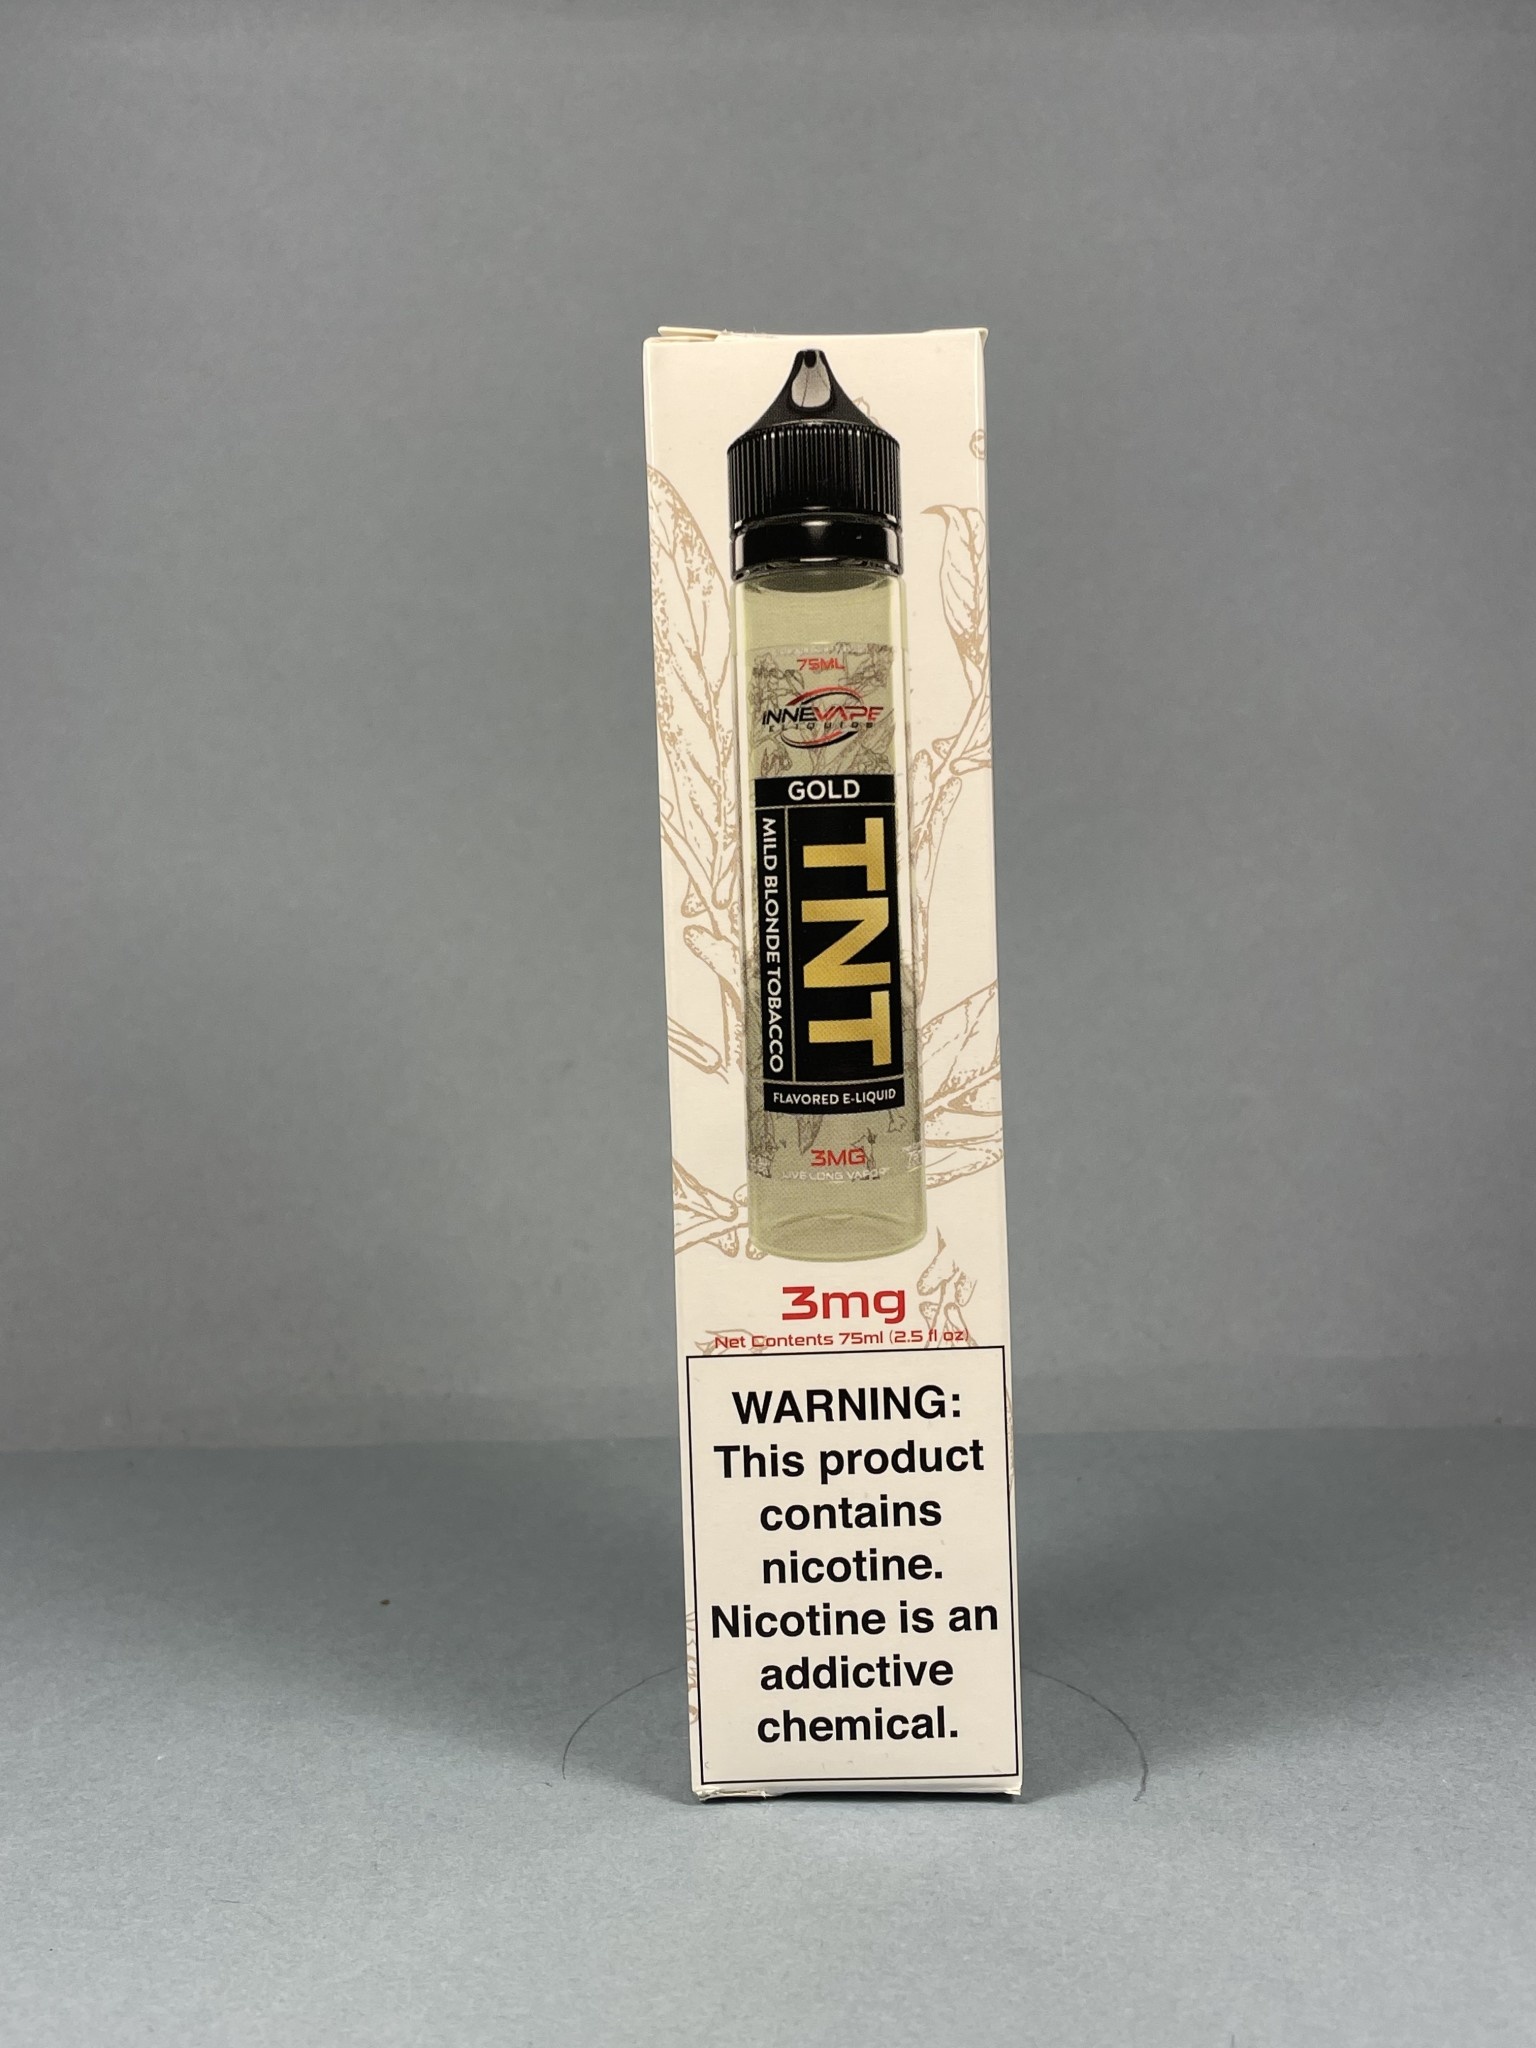 75ML
INNEVAPE
ELIQUIDS
GOLD
TNT
MILD BLONDE TOBACCO
FLAVORED E-LIQUID
3MG
LIVE LONG VAPOR
3mg
Net Contents 75ml (2.5 fl oz)
WARNING:
This product
contains
nicotine.
Nicotine is an
addictive
chemical.